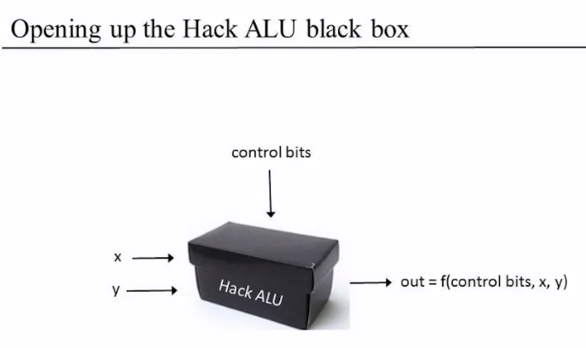 Opening up the Hack ALU black box
control bits
x
y
Hack ALU
out = f(control bits, x, y)